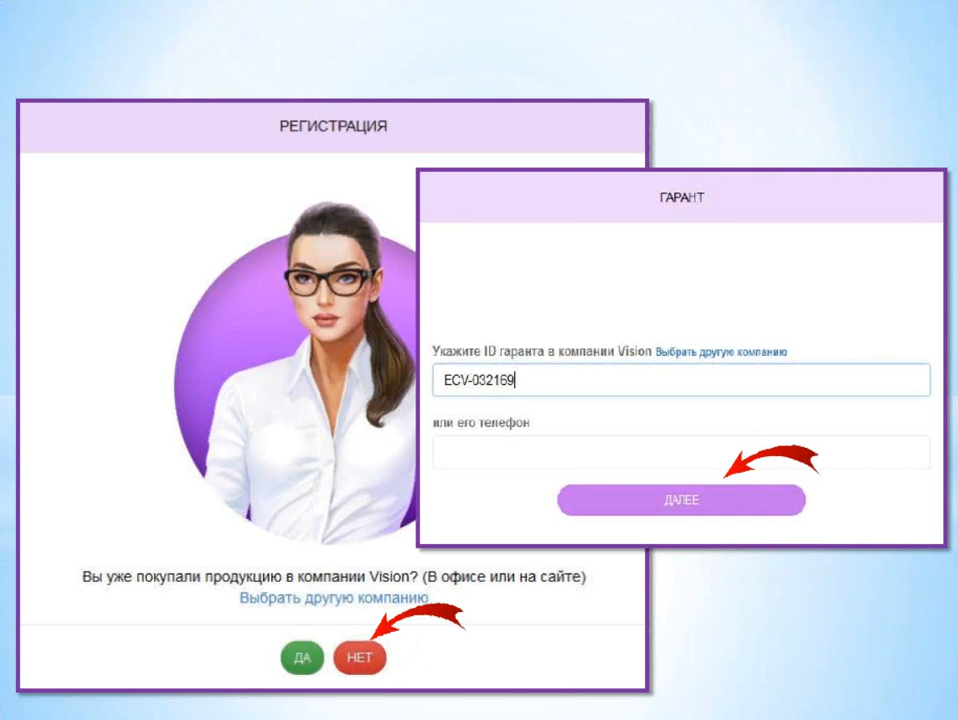 РЕГИСТРАЦИЯ
Вы уже покупали продукцию в компании Vision? (В офисе или на сайте)
Выбрать другую компанию
ДА
НЕТ
ГАРАНТ
Укажите ID гаранта в компании Vision Выбрать другую компанию
ECV-032169
или его телефон
ДАЛЕЕ